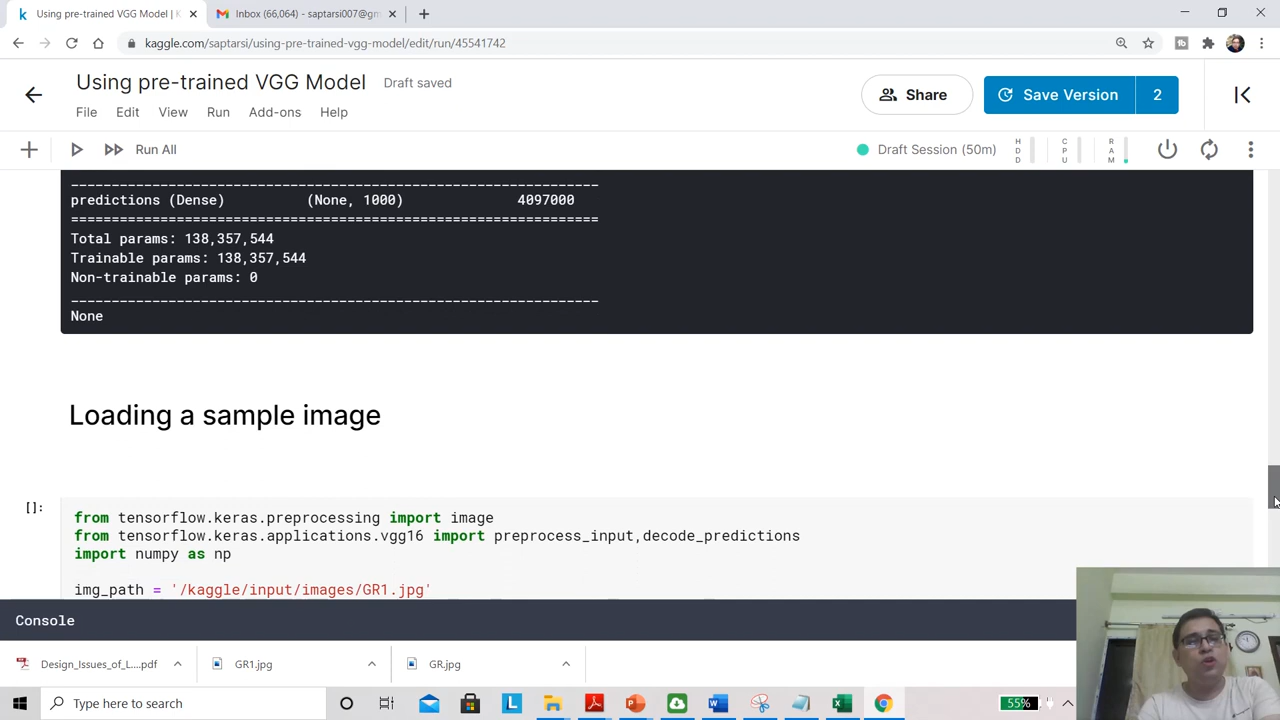 Using pre-trained VGG Model | K
Inbox (66,064) - saptarsi007@gm
kaggle.com/saptarsi/using-pre-trained-vgg-model/edit/run/45541742
Using pre-trained VGG Model
Draft saved
Share
Save Version
2
File
Edit
View
Run
Add-ons
Help
Run All
Draft Session (50m)
HDD
CPU
RAM
predictions (Dense) (None, 1000) 4097000
Total params: 138,357,544
Trainable params: 138,357,544
Non-trainable params: 0
None
Loading a sample image
[]:
from tensorflow.keras.preprocessing import image
from tensorflow.keras.applications.vgg16 import preprocess_input,decode_predictions
import numpy as np
img_path = '/kaggle/input/images/GR1.jpg'
Console
Design_Issues_of_L....pdf
GR1.jpg
GR.jpg
Type here to search
55%